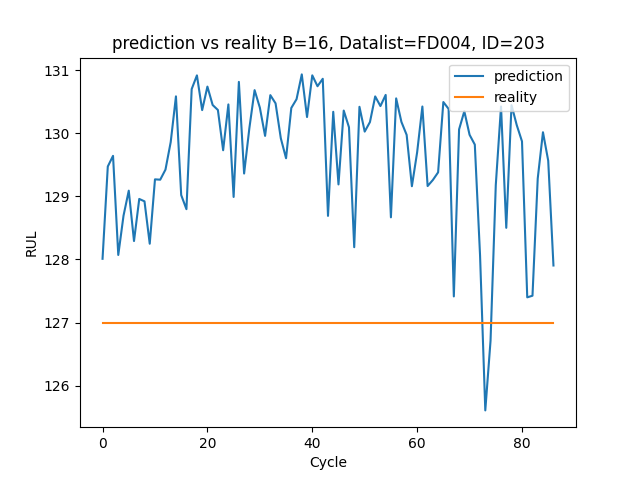 prediction vs reality B=16, Datalist=FD004, ID=203
prediction
reality
131
130
129
128
127
126
RUL
0 20 40 60 80
Cycle